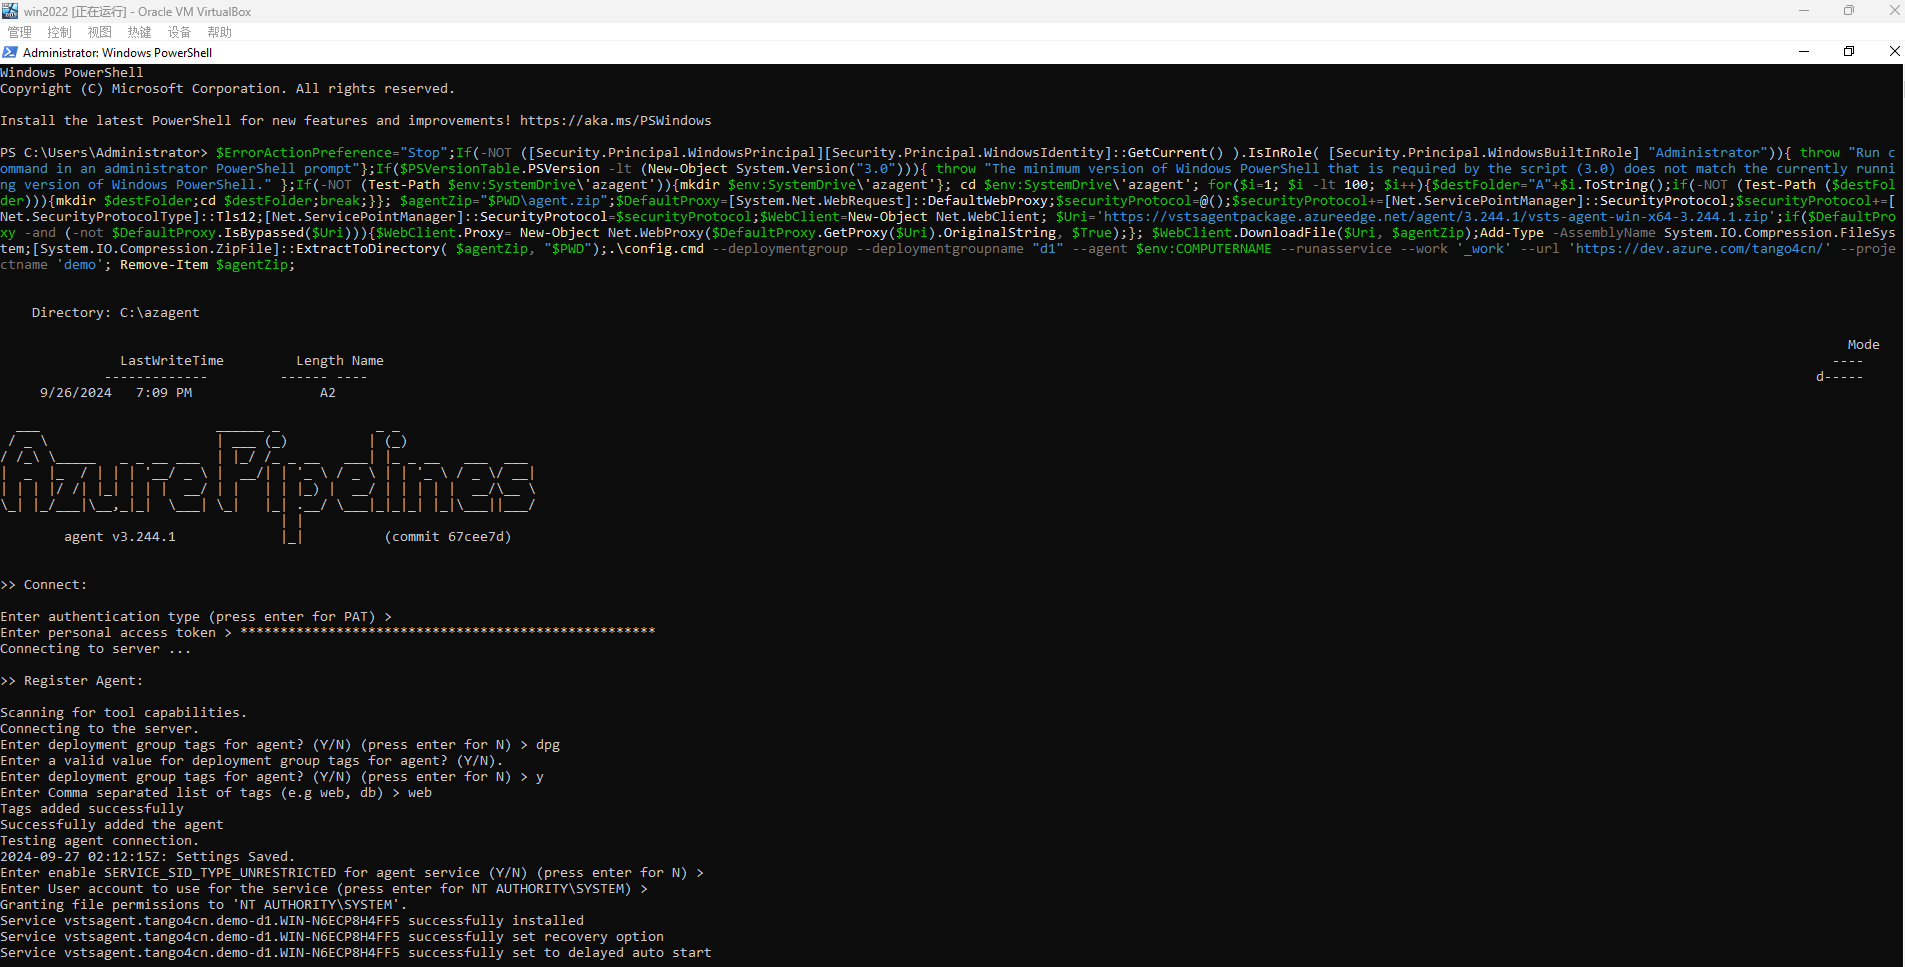 win2022 [正在运行] - Oracle VM VirtualBox
管理 控制 视图 热键 设备 帮助
Administrator: Windows PowerShell
Windows PowerShell
Copyright (C) Microsoft Corporation. All rights reserved.
Install the latest PowerShell for new features and improvements! https://aka.ms/PSWindows
PS C:\Users\Administrator> $ErrorActionPreference="Stop";If(-NOT ([Security.Principal.WindowsPrincipal][Security.Principal.WindowsIdentity]::GetCurrent() ).IsInRole( [Security.Principal.WindowsBuiltInRole] "Administrator")){ throw "Run c
ommand in an administrator PowerShell prompt"};If($PSVersionTable.PSVersion -lt (New-Object System.Version("3.0"))){ throw "The minimum version of Windows PowerShell that is required by the script (3.0) does not match the currently runni
ng version of Windows PowerShell." };If(-NOT (Test-Path $env:SystemDrive\'azagent')){mkdir $env:SystemDrive\'azagent'}; cd $env:SystemDrive\'azagent'; for($i=1; $i -lt 100; $i++){$destFolder="A"+$i.ToString();if(-NOT (Test-Path ($destFol
der))){mkdir $destFolder;cd $destFolder;break;}}; $agentZip="$PWD\agent.zip";$DefaultProxy=[System.Net.WebRequest]::DefaultWebProxy;$securityProtocol=@();$securityProtocol+=[Net.ServicePointManager]::SecurityProtocol;$securityProtocol+=[
Net.SecurityProtocolType]::Tls12;[Net.ServicePointManager]::SecurityProtocol=$securityProtocol;$WebClient=New-Object Net.WebClient; $Uri='https://vstsagentpackage.azureedge.net/agent/3.244.1/vsts-agent-win-x64-3.244.1.zip';if($DefaultPro
xy -and (-not $DefaultProxy.IsBypassed($Uri))){$WebClient.Proxy= New-Object Net.WebProxy($DefaultProxy.GetProxy($Uri).OriginalString, $True);}; $WebClient.DownloadFile($Uri, $agentZip);Add-Type -AssemblyName System.IO.Compression.FileSys
tem;[System.IO.Compression.ZipFile]::ExtractToDirectory( $agentZip, "$PWD");.\config.cmd --deploymentgroup --deploymentgroupname "d1" --agent $env:COMPUTERNAME --runasservice --work '_work' --url 'https://dev.azure.com/tango4cn/' --proje
ctname 'demo'; Remove-Item $agentZip;
Directory: C:\azagent
Mode
LastWriteTime Length Name ----
------------- ------ ---- d-----
9/26/2024 7:09 PM A2
Azure Pipelines
agent v3.244.1 (commit 67cee7d)
>> Connect:
Enter authentication type (press enter for PAT) >
Enter personal access token > ****************************************************
Connecting to server ...
>> Register Agent:
Scanning for tool capabilities.
Connecting to the server.
Enter deployment group tags for agent? (Y/N) (press enter for N) > dpg
Enter a valid value for deployment group tags for agent? (Y/N).
Enter deployment group tags for agent? (Y/N) (press enter for N) > y
Enter Comma separated list of tags (e.g web, db) > web
Tags added successfully
Successfully added the agent
Testing agent connection.
2024-09-27 02:12:15Z: Settings Saved.
Enter enable SERVICE_SID_TYPE_UNRESTRICTED for agent service (Y/N) (press enter for N) >
Enter User account to use for the service (press enter for NT AUTHORITY\SYSTEM) >
Granting file permissions to 'NT AUTHORITY\SYSTEM'.
Service vstsagent.tango4cn.demo-d1.WIN-N6ECP8H4FF5 successfully installed
Service vstsagent.tango4cn.demo-d1.WIN-N6ECP8H4FF5 successfully set recovery option
Service vstsagent.tango4cn.demo-d1.WIN-N6ECP8H4FF5 successfully set to delayed auto start